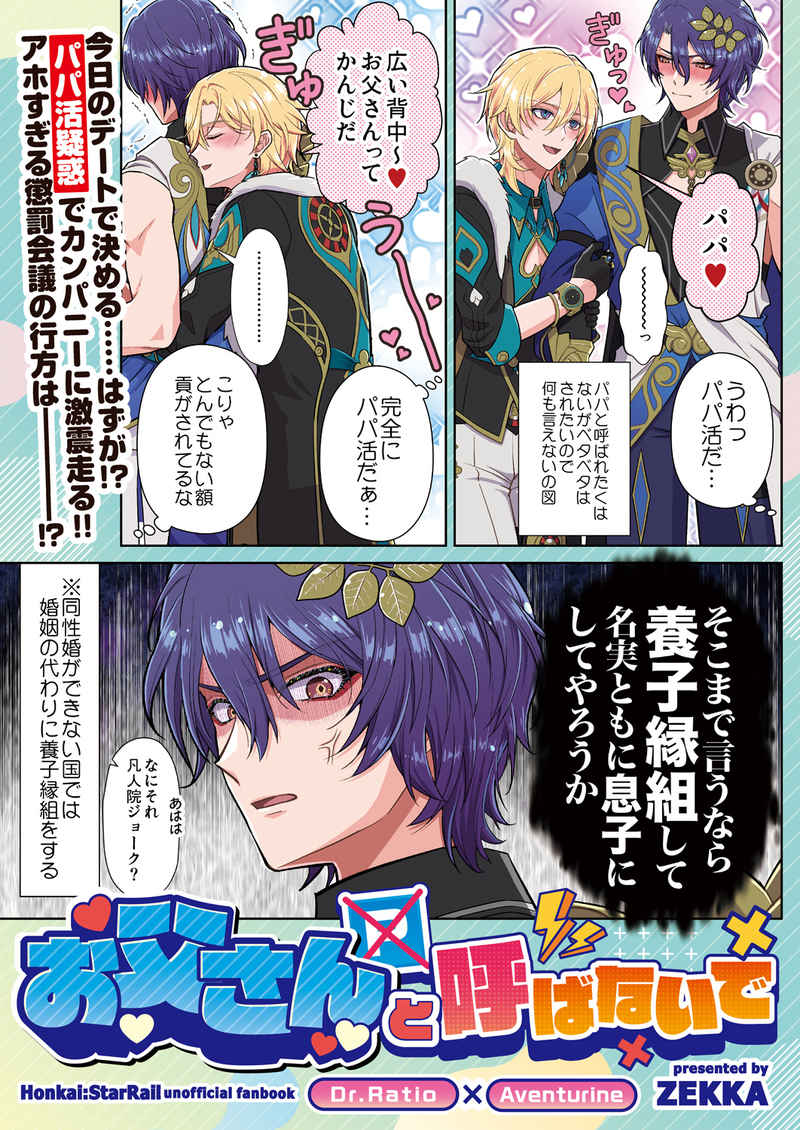 パパ♥
～～～～っ
うわっ
パパ活だ…
パパと呼ばれたくは
ないがベタベタは
されたいので
何も言えないの図
ぎゅっ♥
広い背中～♥
お父さんって
かんじだ
ぎゅ
うー
…………
完全に
パパ活だぁ…
こりゃ
とんでもない額
貢がされてるな
今日のデートで決める……はずが!?
パパ活疑惑でカンパニーに激震走る!!
アホすぎる懲罰会議の行方は――!?
そこまで言うなら
養子縁組して
名実ともに息子に
してやろうか
あはは
なにそれ
凡人院ジョーク？
※同性婚ができない国では
婚姻の代わりに養子縁組をする
お父さんと呼ばないで
P
Honkai:StarRail unofficial fanbook
Dr.Ratio × Aventurine
presented by
ZEKKA